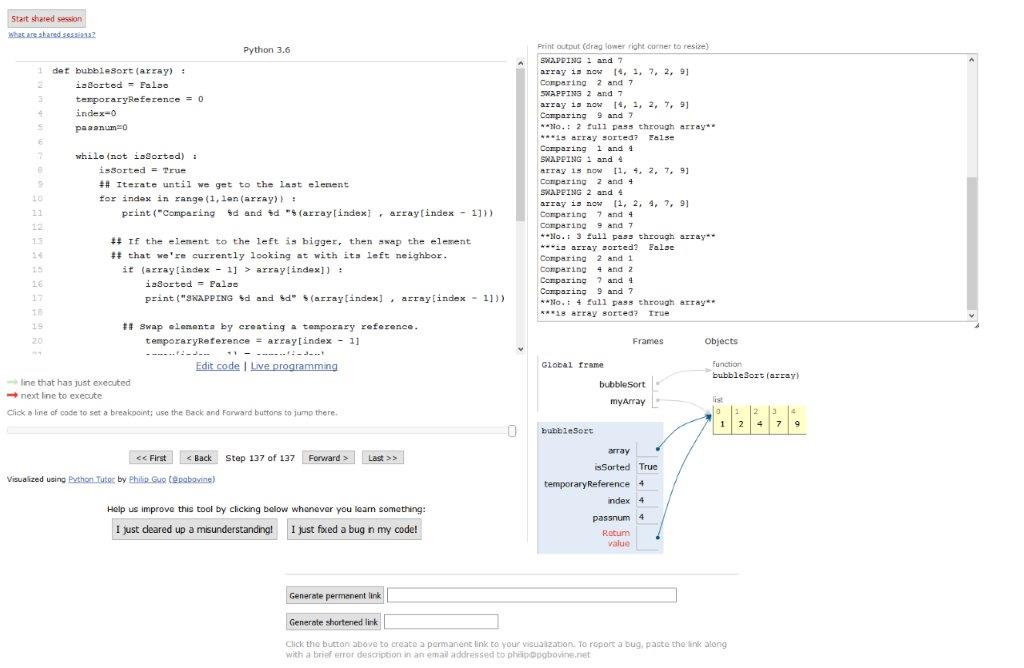 Start shared session
What are shared sessions?
Python 3.6
1 def bubbleSort(array) :
2 isSorted = False
3 temporaryReference = 0
4 index=0
5 passnum=0
6
7 while(not isSorted) :
8 isSorted = True
9 ## Iterate until we get to the last element
10 for index in range(1,len(array)) :
11 print("Comparing  %d and %d "%(array[index] , array[index - 1]))
12
13 ## If the element to the left is bigger, then swap the element
14 ## that we're currently looking at with its left neighbor.
15 if (array[index - 1] > array[index]) :
16 isSorted = False
17 print("SWAPPING %d and %d" %(array[index] , array[index - 1]))
18
19 ## Swap elements by creating a temporary reference.
20 temporaryReference = array[index - 1]
Edit code | Live programming
line that has just executed
next line to execute
Click a line of code to set a breakpoint; use the Back and Forward buttons to jump there.
<< First < Back Step 137 of 137 Forward > Last >>
Visualized using Python Tutor by Philip Guo (@pgbovine)
Help us improve this tool by clicking below whenever you learn something:
I just cleared up a misunderstanding! I just fixed a bug in my code!
Print output (drag lower right corner to resize)
SWAPPING 1 and 7
array is now  [4, 1, 7, 2, 9]
Comparing  2 and 7
SWAPPING 2 and 7
array is now  [4, 1, 2, 7, 9]
Comparing  9 and 7
**No.: 2 full pass through array**
***is array sorted?  False
Comparing  1 and 4
SWAPPING 1 and 4
array is now  [1, 4, 2, 7, 9]
Comparing  2 and 4
SWAPPING 2 and 4
array is now  [1, 2, 4, 7, 9]
Comparing  7 and 4
Comparing  9 and 7
**No.: 3 full pass through array**
***is array sorted?  False
Comparing  2 and 1
Comparing  4 and 2
Comparing  7 and 4
Comparing  9 and 7
**No.: 4 full pass through array**
***is array sorted?  True
Frames Objects
Global frame
bubbleSort
myArray
function
bubbleSort(array)
list
0 1 2 3 4
1 2 4 7 9
bubbleSort
array
isSorted True
temporaryReference 4
index 4
passnum 4
Return
value
Generate permanent link
Generate shortened link
Click the button above to create a permanent link to your visualization. To report a bug, paste the link along
with a brief error description in an email addressed to philip@pgbovine.net